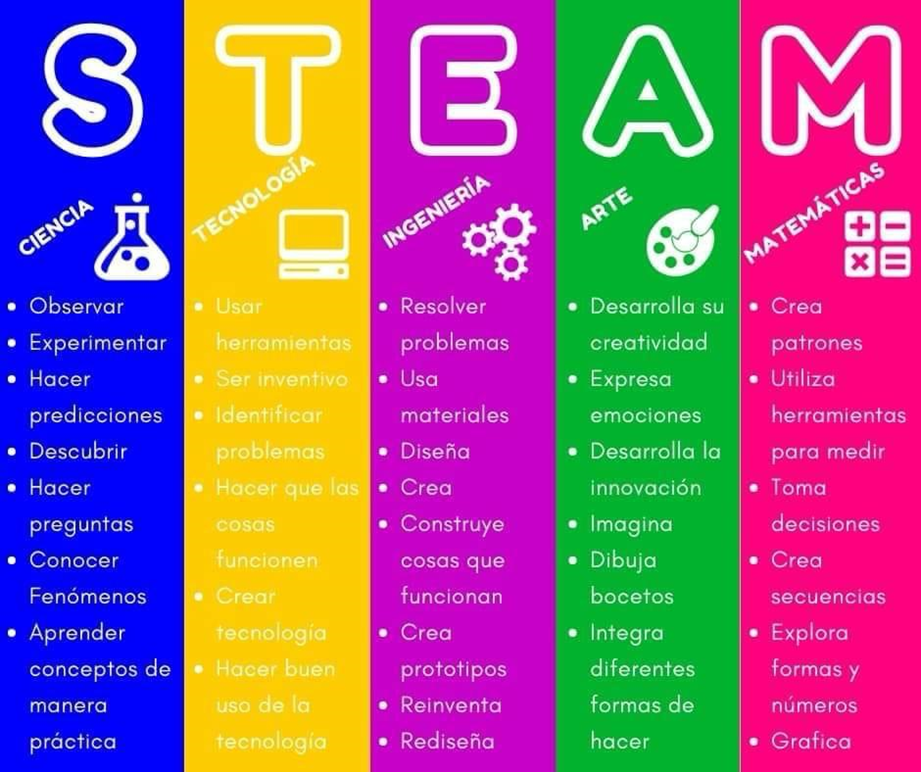 S
CIENCIA
• Observar
• Experimentar
• Hacer
predicciones
• Descubrir
• Hacer
preguntas
• Conocer
Fenómenos
• Aprender
conceptos de
manera
práctica
T
TECNOLOGÍA
• Usar
herramientas
• Ser inventivo
• Identificar
problemas
• Hacer que las
cosas
funcionen
• Crear
tecnología
• Hacer buen
uso de la
tecnología
E
INGENIERÍA
• Resolver
problemas
• Usa
materiales
• Diseña
• Crea
• Construye
cosas que
funcionan
• Crea
prototipos
• Reinventa
• Rediseña
A
ARTE
• Desarrolla su
creatividad
• Expresa
emociones
• Desarrolla la
innovación
• Imagina
• Dibuja
bocetos
• Integra
diferentes
formas de
hacer
M
MATEMÁTICAS
• Crea
patrones
• Utiliza
herramientas
para medir
• Toma
decisiones
• Crea
secuencias
• Explora
formas y
números
• Grafica